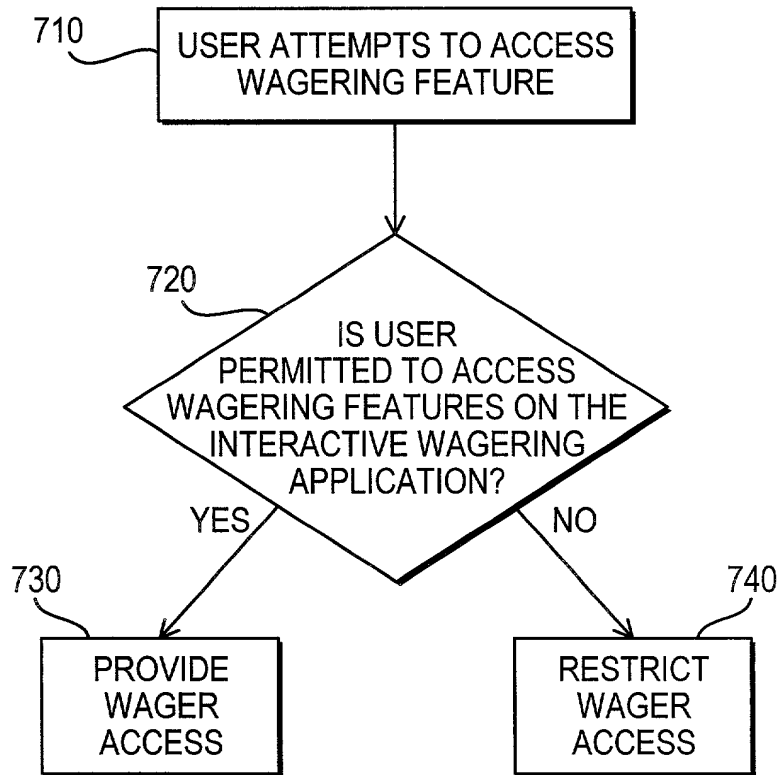 710
USER ATTEMPTS TO ACCESS
WAGERING FEATURE
720
IS USER
PERMITTED TO ACCESS
WAGERING FEATURES ON THE
INTERACTIVE WAGERING
APPLICATION?
YES
NO
730
PROVIDE
WAGER
ACCESS
740
RESTRICT
WAGER
ACCESS